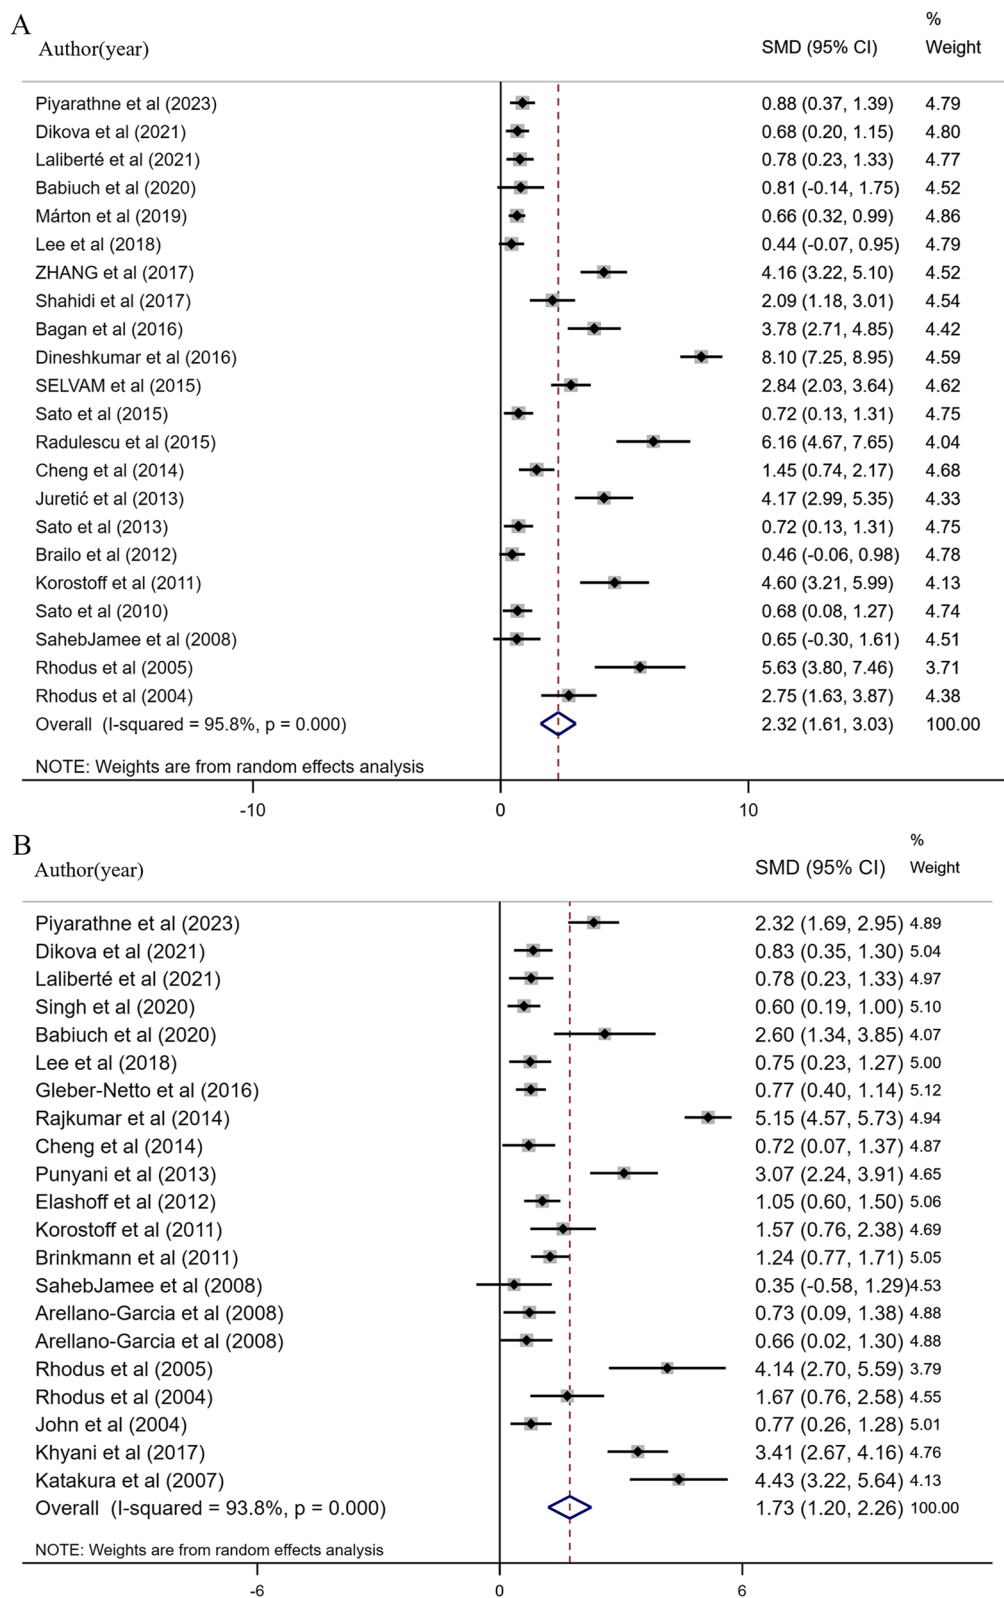 A
%
Author(year) SMD (95% CI) Weight
Piyarathne et al (2023) 0.88 (0.37, 1.39) 4.79
Dikova et al (2021) 0.68 (0.20, 1.15) 4.80
Laliberté et al (2021) 0.78 (0.23, 1.33) 4.77
Babiuch et al (2020) 0.81 (-0.14, 1.75) 4.52
Márton et al (2019) 0.66 (0.32, 0.99) 4.86
Lee et al (2018) 0.44 (-0.07, 0.95) 4.79
ZHANG et al (2017) 4.16 (3.22, 5.10) 4.52
Shahidi et al (2017) 2.09 (1.18, 3.01) 4.54
Bagan et al (2016) 3.78 (2.71, 4.85) 4.42
Dineshkumar et al (2016) 8.10 (7.25, 8.95) 4.59
SELVAM et al (2015) 2.84 (2.03, 3.64) 4.62
Sato et al (2015) 0.72 (0.13, 1.31) 4.75
Radulescu et al (2015) 6.16 (4.67, 7.65) 4.04
Cheng et al (2014) 1.45 (0.74, 2.17) 4.68
Juretić et al (2013) 4.17 (2.99, 5.35) 4.33
Sato et al (2013) 0.72 (0.13, 1.31) 4.75
Brailo et al (2012) 0.46 (-0.06, 0.98) 4.78
Korostoff et al (2011) 4.60 (3.21, 5.99) 4.13
Sato et al (2010) 0.68 (0.08, 1.27) 4.74
SahebJamee et al (2008) 0.65 (-0.30, 1.61) 4.51
Rhodus et al (2005) 5.63 (3.80, 7.46) 3.71
Rhodus et al (2004) 2.75 (1.63, 3.87) 4.38
Overall (I-squared = 95.8%, p = 0.000) 2.32 (1.61, 3.03) 100.00
NOTE: Weights are from random effects analysis
-10 0 10
B
%
Author(year) SMD (95% CI) Weight
Piyarathne et al (2023) 2.32 (1.69, 2.95) 4.89
Dikova et al (2021) 0.83 (0.35, 1.30) 5.04
Laliberté et al (2021) 0.78 (0.23, 1.33) 4.97
Singh et al (2020) 0.60 (0.19, 1.00) 5.10
Babiuch et al (2020) 2.60 (1.34, 3.85) 4.07
Lee et al (2018) 0.75 (0.23, 1.27) 5.00
Gleber-Netto et al (2016) 0.77 (0.40, 1.14) 5.12
Rajkumar et al (2014) 5.15 (4.57, 5.73) 4.94
Cheng et al (2014) 0.72 (0.07, 1.37) 4.87
Punyani et al (2013) 3.07 (2.24, 3.91) 4.65
Elashoff et al (2012) 1.05 (0.60, 1.50) 5.06
Korostoff et al (2011) 1.57 (0.76, 2.38) 4.69
Brinkmann et al (2011) 1.24 (0.77, 1.71) 5.05
SahebJamee et al (2008) 0.35 (-0.58, 1.29) 4.53
Arellano-Garcia et al (2008) 0.73 (0.09, 1.38) 4.88
Arellano-Garcia et al (2008) 0.66 (0.02, 1.30) 4.88
Rhodus et al (2005) 4.14 (2.70, 5.59) 3.79
Rhodus et al (2004) 1.67 (0.76, 2.58) 4.55
John et al (2004) 0.77 (0.26, 1.28) 5.01
Khyani et al (2017) 3.41 (2.67, 4.16) 4.76
Katakura et al (2007) 4.43 (3.22, 5.64) 4.13
Overall (I-squared = 93.8%, p = 0.000) 1.73 (1.20, 2.26) 100.00
NOTE: Weights are from random effects analysis
-6 0 6